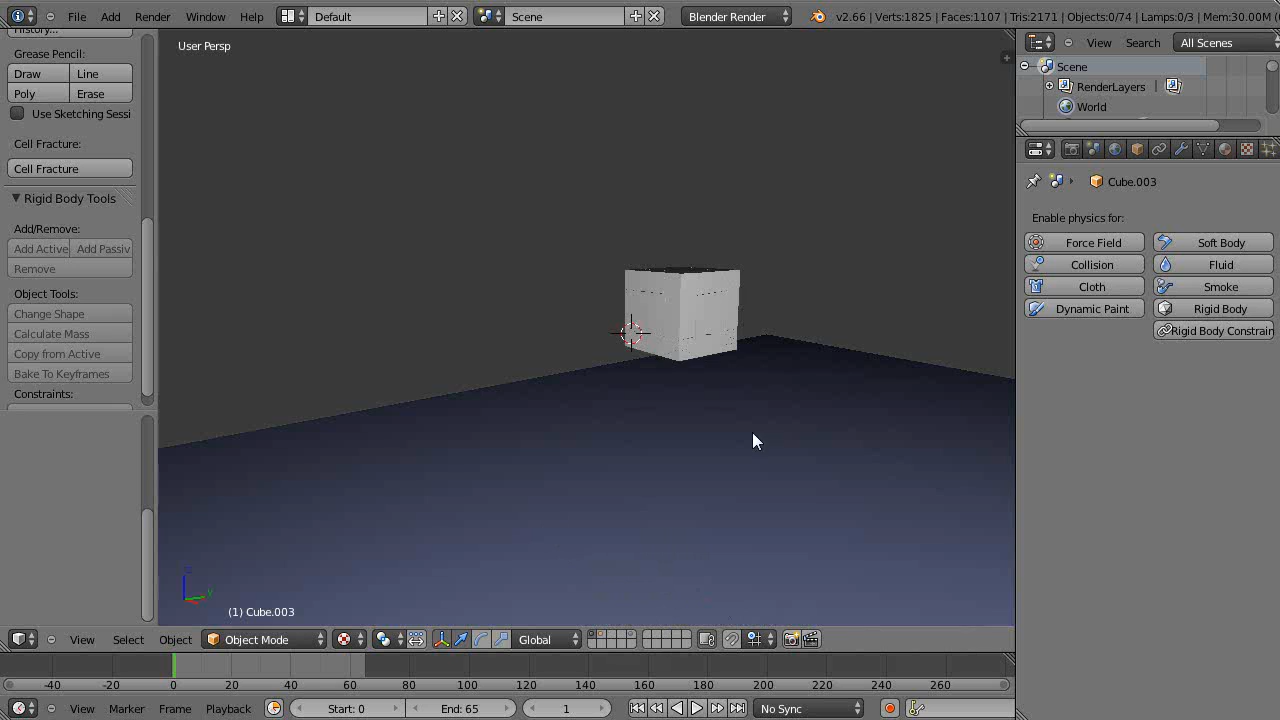 File Add Render Window Help Default Scene Blender Render v2.66 | Verts:1825 | Faces:1107 | Tris:2171 | Objects:0/74 | Lamps:0/3 | Mem:30.00M
History...
Grease Pencil:
Draw Line
Poly Erase
Use Sketching Sessi
Cell Fracture:
Cell Fracture
Rigid Body Tools
Add/Remove:
Add Active Add Passiv
Remove
Object Tools:
Change Shape
Calculate Mass
Copy from Active
Bake To Keyframes
Constraints:
User Persp
y
(1) Cube.003
View Search All Scenes
Scene
RenderLayers |
World
Cube.003
Enable physics for:
Force Field Soft Body
Collision Fluid
Cloth Smoke
Dynamic Paint Rigid Body
Rigid Body Constrain
View Select Object Object Mode Global
-40 -20 0 20 40 60 80 100 120 140 160 180 200 220 240 260
View Marker Frame Playback Start: 0 End: 65 1 No Sync